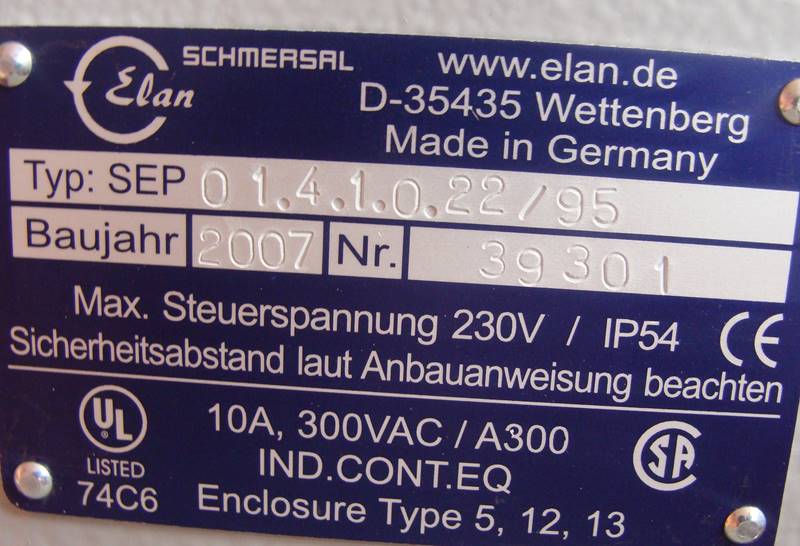 Elan SCHMERSAL
www.elan.de
D-35435 Wettenberg
Made in Germany
Typ: SEP 01.4.1.0.22/95
Baujahr 2007 Nr. 39301
Max. Steuerspannung 230V / IP54 CE
Sicherheitsabstand laut Anbauanweisung beachten
UL LISTED 74C6
10A, 300VAC / A300
IND.CONT.EQ
Enclosure Type 5, 12, 13
SA